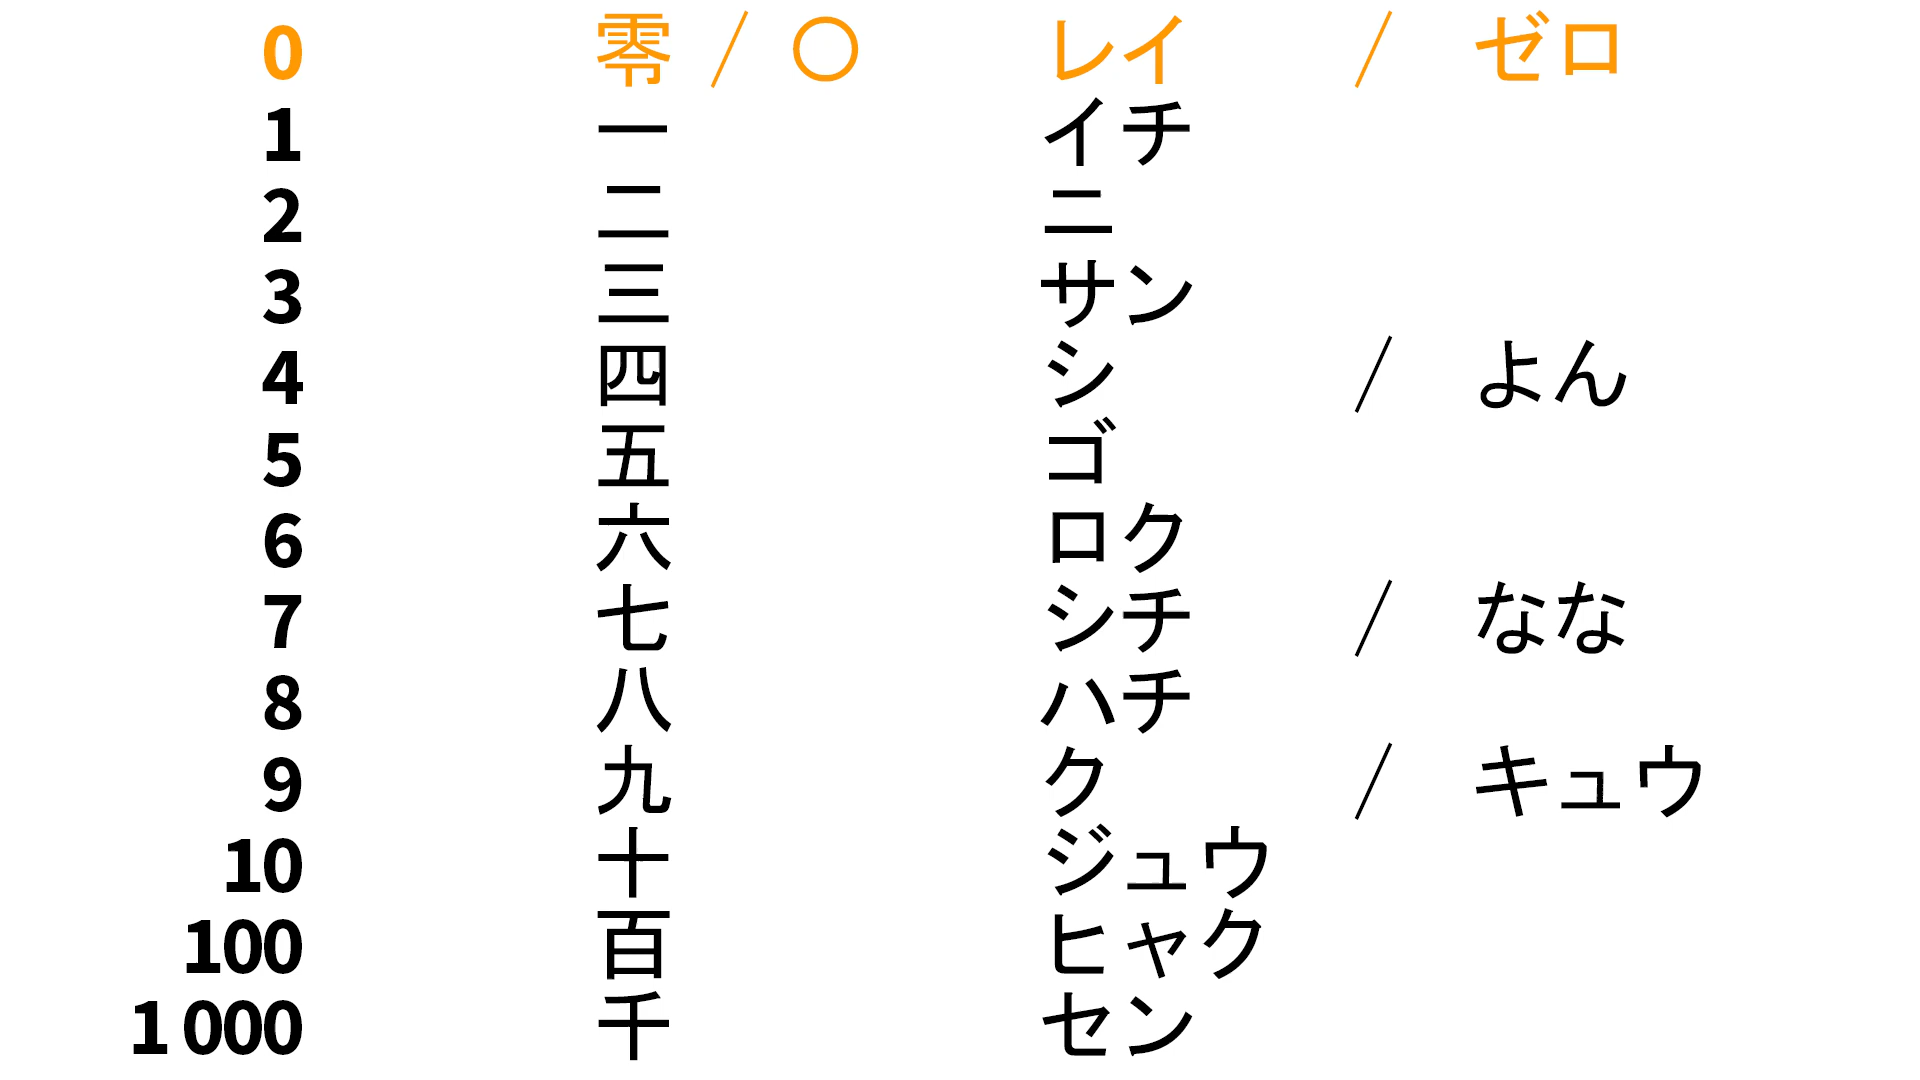 0 零 / 〇 レイ / ゼロ
1 一 イチ
2 二 ニ
3 三 サン
4 四 シ / よん
5 五 ゴ
6 六 ロク
7 七 シチ / なな
8 八 ハチ
9 九 ク / キュウ
10 十 ジュウ
100 百 ヒャク
1 000 千 セン